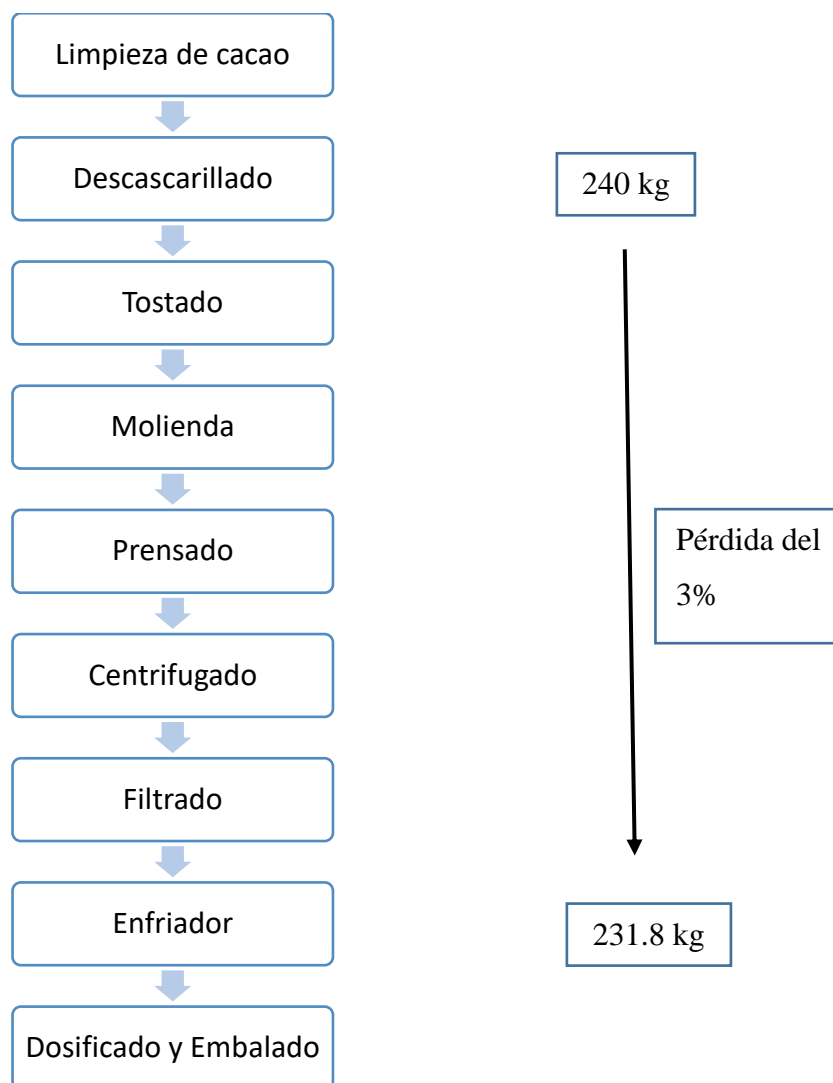 Limpieza de cacao
Descascarillado
240 kg
Tostado
Molienda
Prensado
Pérdida del
3%
Centrifugado
Filtrado
Enfriador
231.8 kg
Dosificado y Embalado